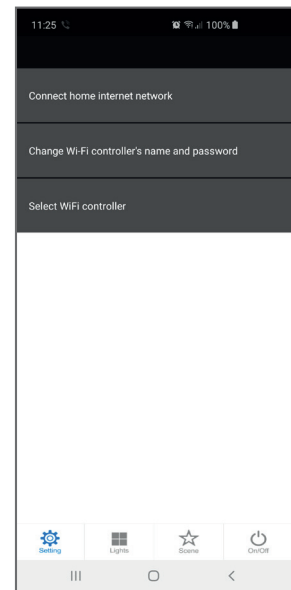 11:25 100%
Connect home internet network
Change Wi-Fi controller's name and password
Select WiFi controller
Setting Lights Scene On/Off